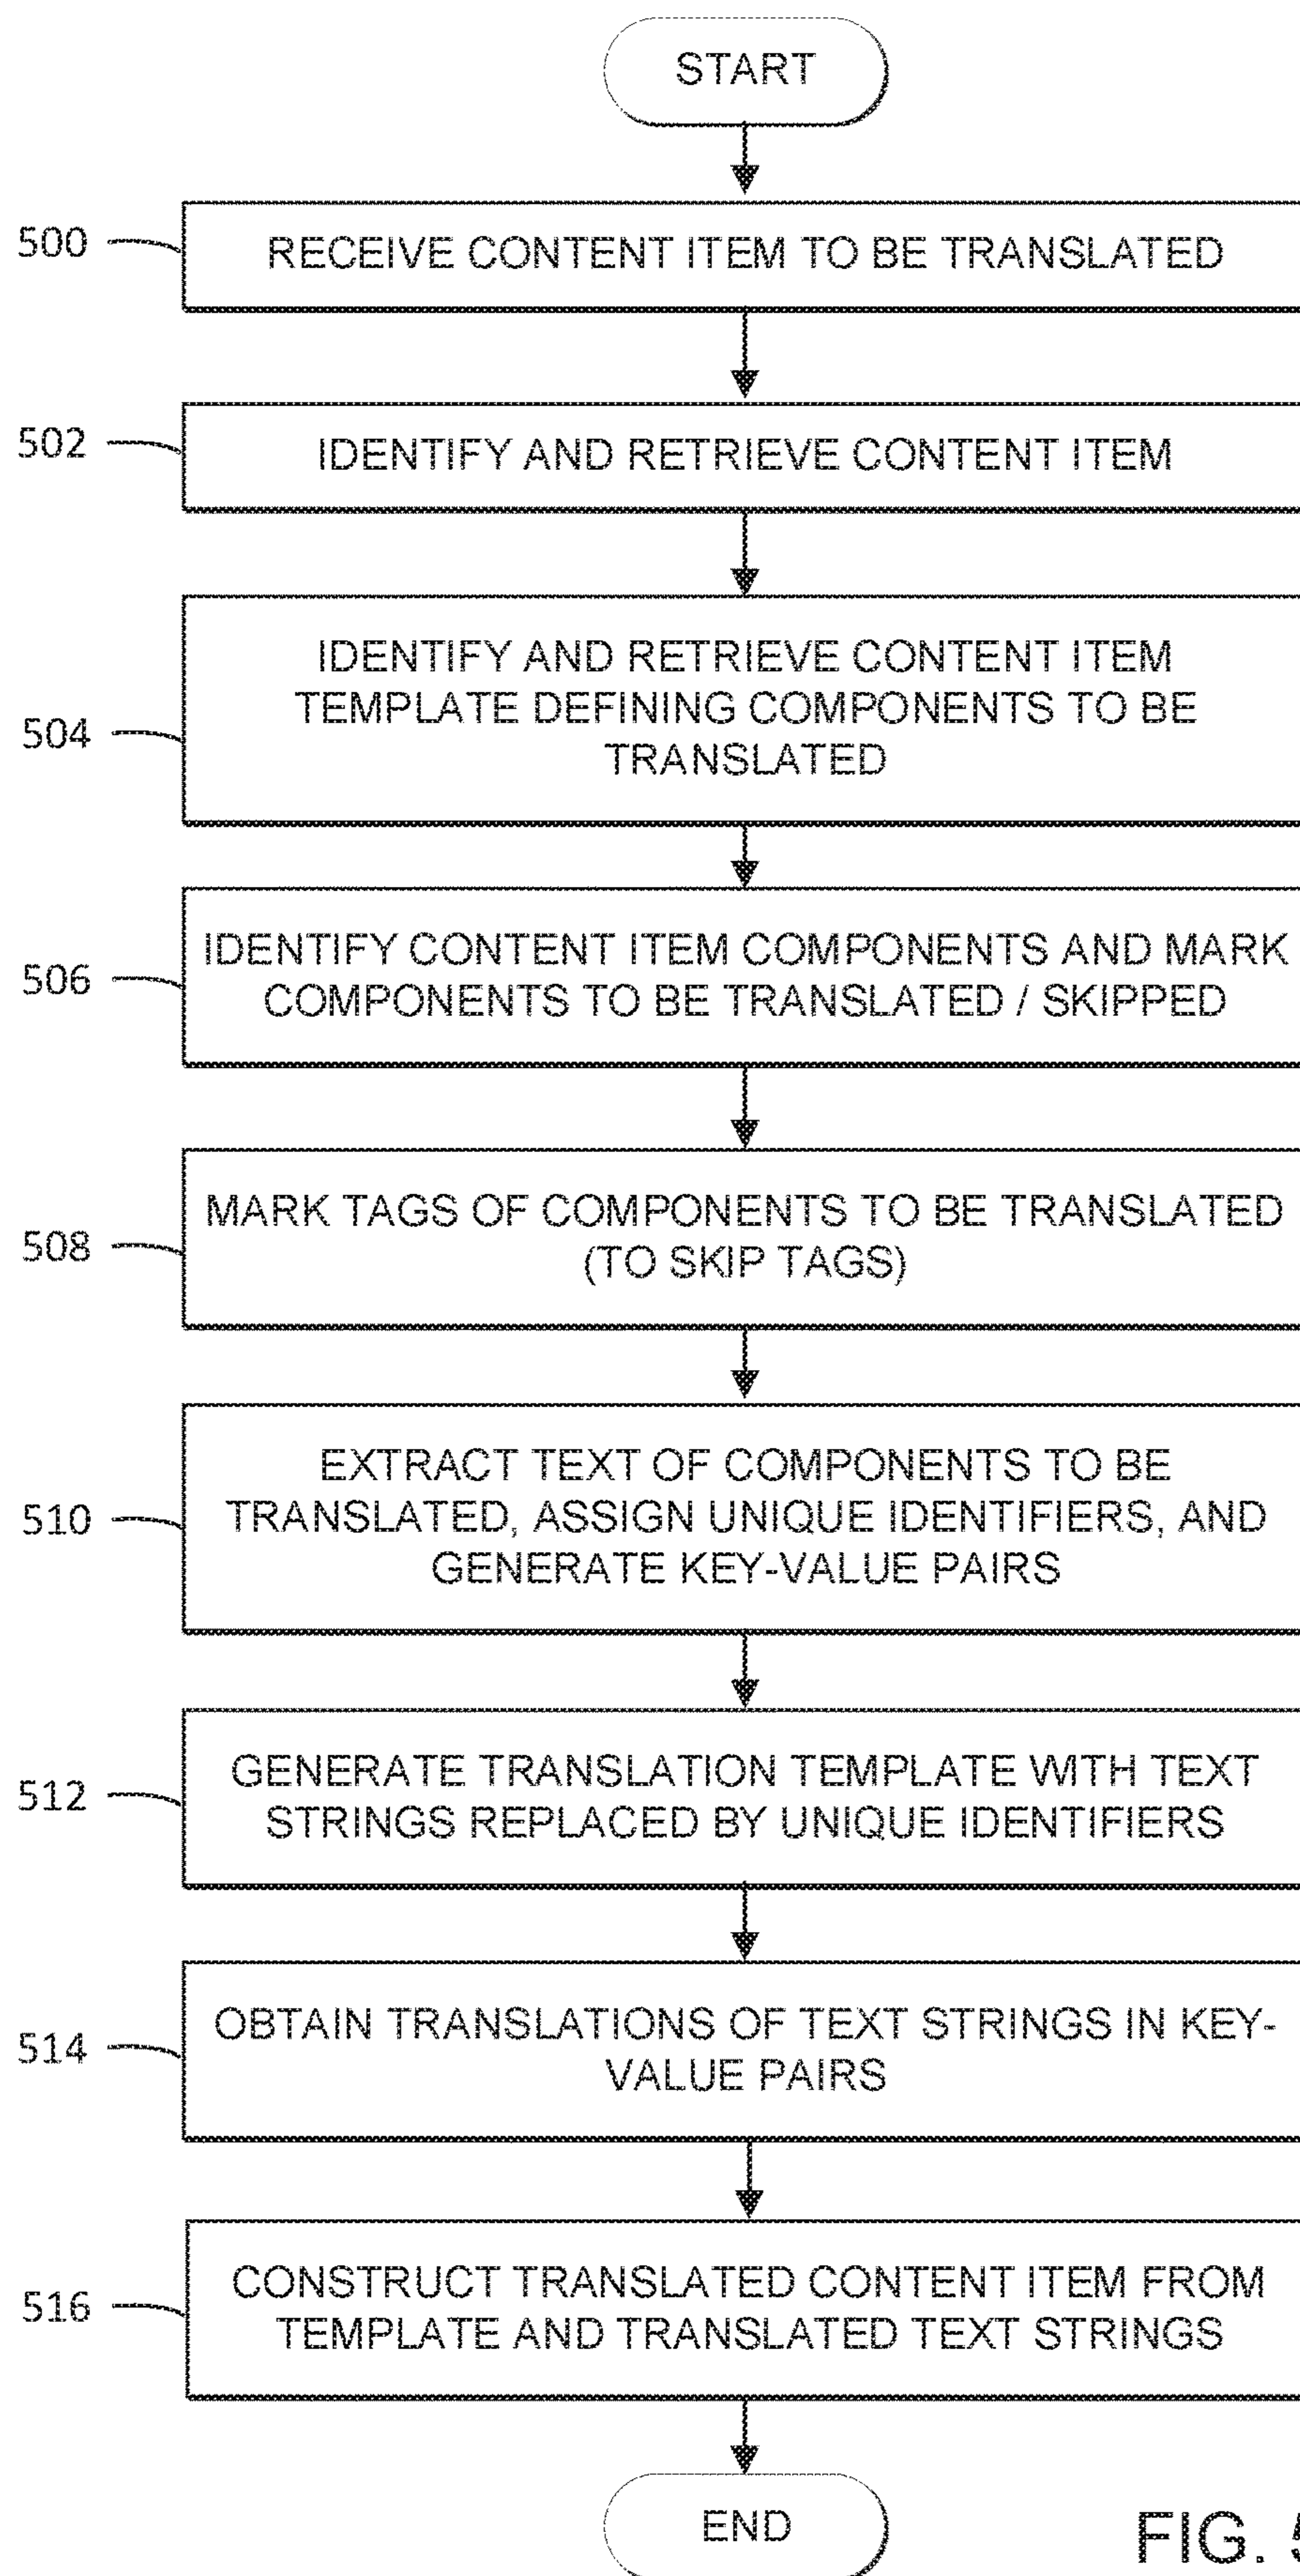 START
500
RECEIVE CONTENT ITEM TO BE TRANSLATED
502
IDENTIFY AND RETRIEVE CONTENT ITEM
504
IDENTIFY AND RETRIEVE CONTENT ITEM
TEMPLATE DEFINING COMPONENTS TO BE
TRANSLATED
506
IDENTIFY CONTENT ITEM COMPONENTS AND MARK
COMPONENTS TO BE TRANSLATED / SKIPPED
508
MARK TAGS OF COMPONENTS TO BE TRANSLATED
(TO SKIP TAGS)
510
EXTRACT TEXT OF COMPONENTS TO BE
TRANSLATED, ASSIGN UNIQUE IDENTIFIERS, AND
GENERATE KEY-VALUE PAIRS
512
GENERATE TRANSLATION TEMPLATE WITH TEXT
STRINGS REPLACED BY UNIQUE IDENTIFIERS
514
OBTAIN TRANSLATIONS OF TEXT STRINGS IN KEY-
VALUE PAIRS
516
CONSTRUCT TRANSLATED CONTENT ITEM FROM
TEMPLATE AND TRANSLATED TEXT STRINGS
END
FIG. 5